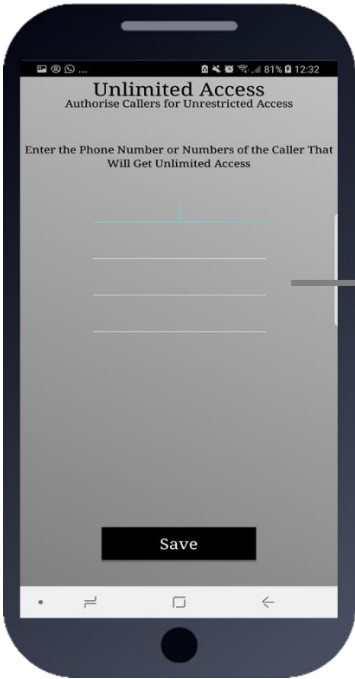 ... 81% 12:32
Unlimited Access
Authorise Callers for Unrestricted Access
Enter the Phone Number or Numbers of the Caller That
Will Get Unlimited Access
Save